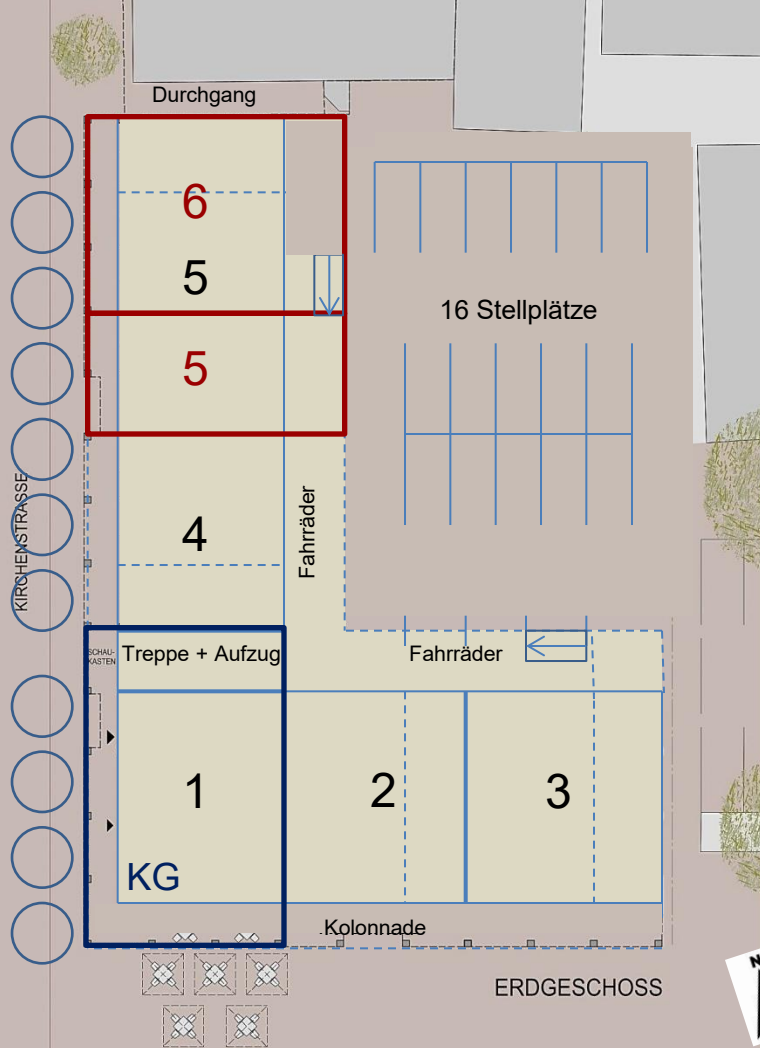 Durchgang
6
5
16 Stellplätze
5
KIRCHENSTRASSE
4
Fahrräder
SCHAU-
KASTEN
Treppe + Aufzug
Fahrräder
1
2
3
KG
Kolonnade
ERDGESCHOSS
N